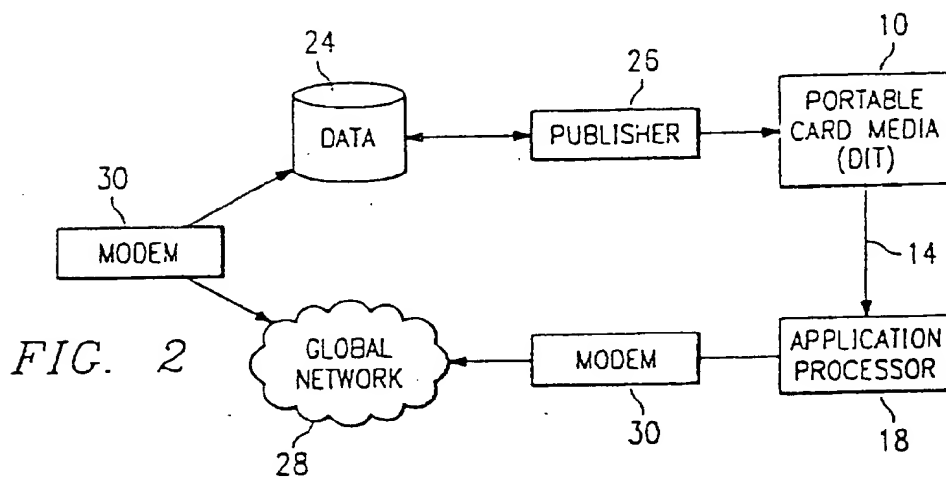 24
DATA
26
PUBLISHER
10
PORTABLE
CARD MEDIA
(DIT)
30
MODEM
14
FIG. 2
GLOBAL
NETWORK
28
MODEM
30
APPLICATION
PROCESSOR
18